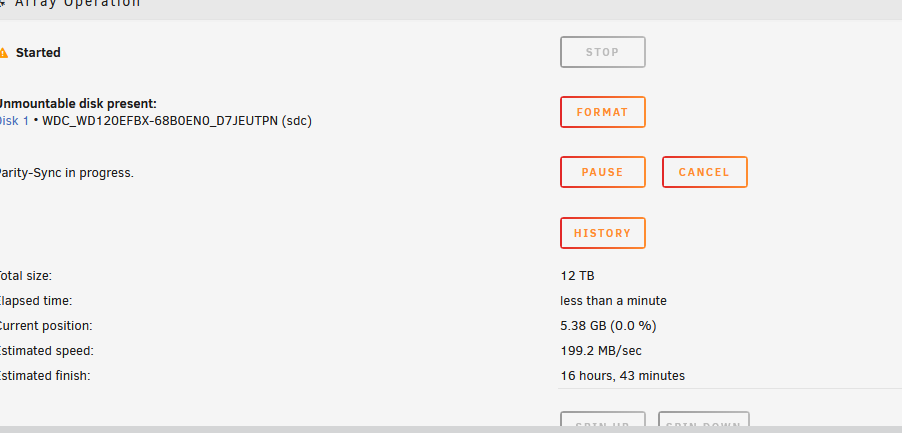 Array Operation
Started
STOP
Unmountable disk present:
Disk 1 • WDC_WD120EFBX-68B0EN0_D7JEUTPN (sdc)
FORMAT
Parity-Sync in progress.
PAUSE
CANCEL
HISTORY
Total size:
12 TB
Elapsed time:
less than a minute
Current position:
5.38 GB (0.0 %)
Estimated speed:
199.2 MB/sec
Estimated finish:
16 hours, 43 minutes
SPIN UP
SPIN DOWN